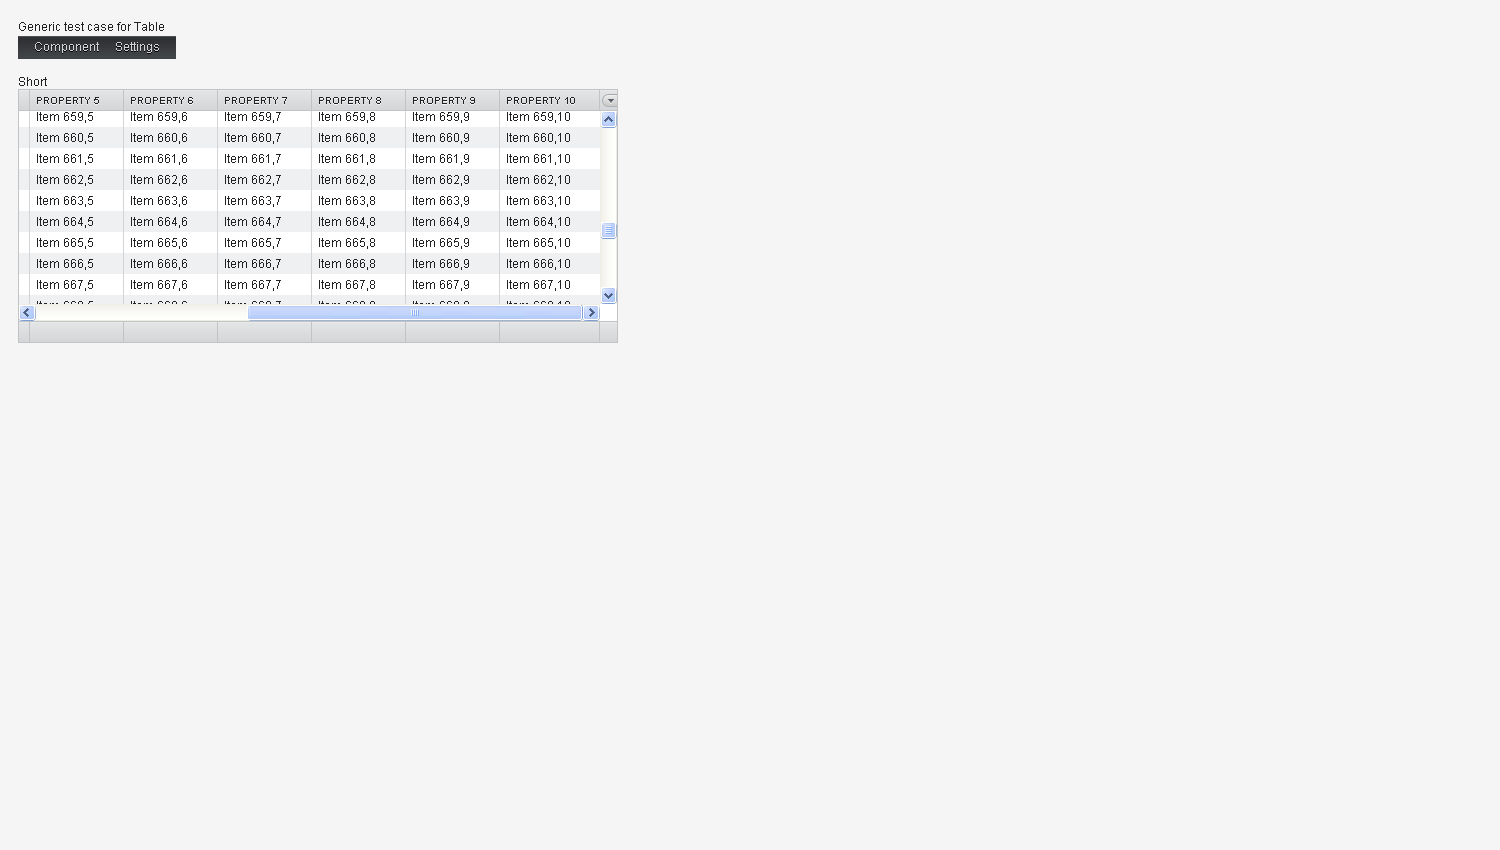 Generic test case for Table
Component Settings
Short
PROPERTY 5 PROPERTY 6 PROPERTY 7 PROPERTY 8 PROPERTY 9 PROPERTY 10
Item 659,5 Item 659,6 Item 659,7 Item 659,8 Item 659,9 Item 659,10
Item 660,5 Item 660,6 Item 660,7 Item 660,8 Item 660,9 Item 660,10
Item 661,5 Item 661,6 Item 661,7 Item 661,8 Item 661,9 Item 661,10
Item 662,5 Item 662,6 Item 662,7 Item 662,8 Item 662,9 Item 662,10
Item 663,5 Item 663,6 Item 663,7 Item 663,8 Item 663,9 Item 663,10
Item 664,5 Item 664,6 Item 664,7 Item 664,8 Item 664,9 Item 664,10
Item 665,5 Item 665,6 Item 665,7 Item 665,8 Item 665,9 Item 665,10
Item 666,5 Item 666,6 Item 666,7 Item 666,8 Item 666,9 Item 666,10
Item 667,5 Item 667,6 Item 667,7 Item 667,8 Item 667,9 Item 667,10